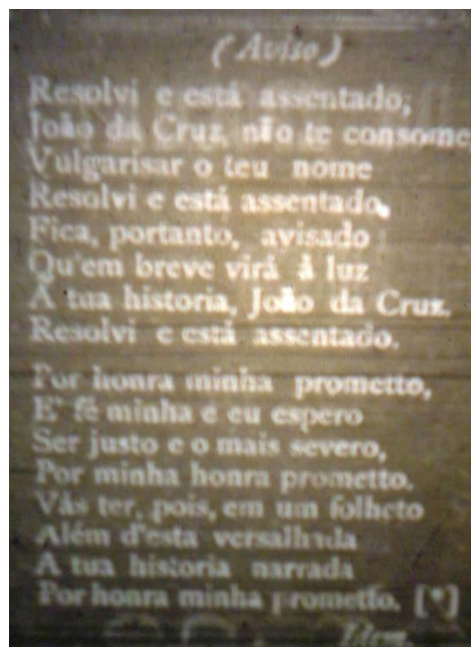 ( Aviso )
Resolvi e está assentado;
João da Cruz não te consome
Vulgarisar o teu nome
Resolvi e está assentado.
Fica, portanto, avisado
Qu'em breve virá à luz
A tua historia, João da Cruz.
Resolvi e está assentado.
Por honra minha prometto,
E' fé minha e eu espero
Ser justo e o mais severo,
Por minha honra prometto.
Vás ter, pois, em um folheto
Além d'esta versalhada
A tua historia narrada
Por honra minha prometto. [*]
Idem.